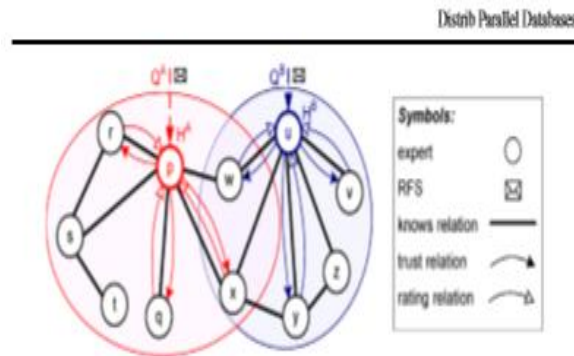 Distrib Parallel Databases
Q^A |
Q^B |
H^A
H^B
r
p
u
w
v
s
t
q
x
y
z
Symbols:
expert
RFS
knows relation
trust relation
rating relation